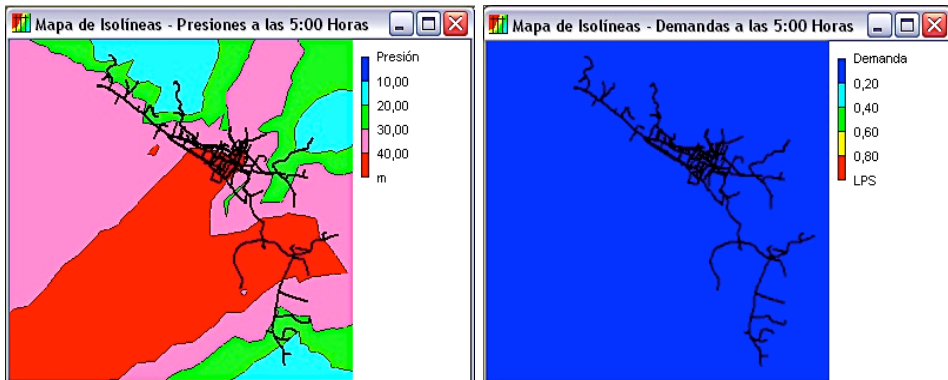 Mapa de Isolíneas - Presiones a las 5:00 Horas
Presión
10,00
20,00
30,00
40,00
m
Mapa de Isolíneas - Demandas a las 5:00 Horas
Demanda
0,20
0,40
0,60
0,80
LPS